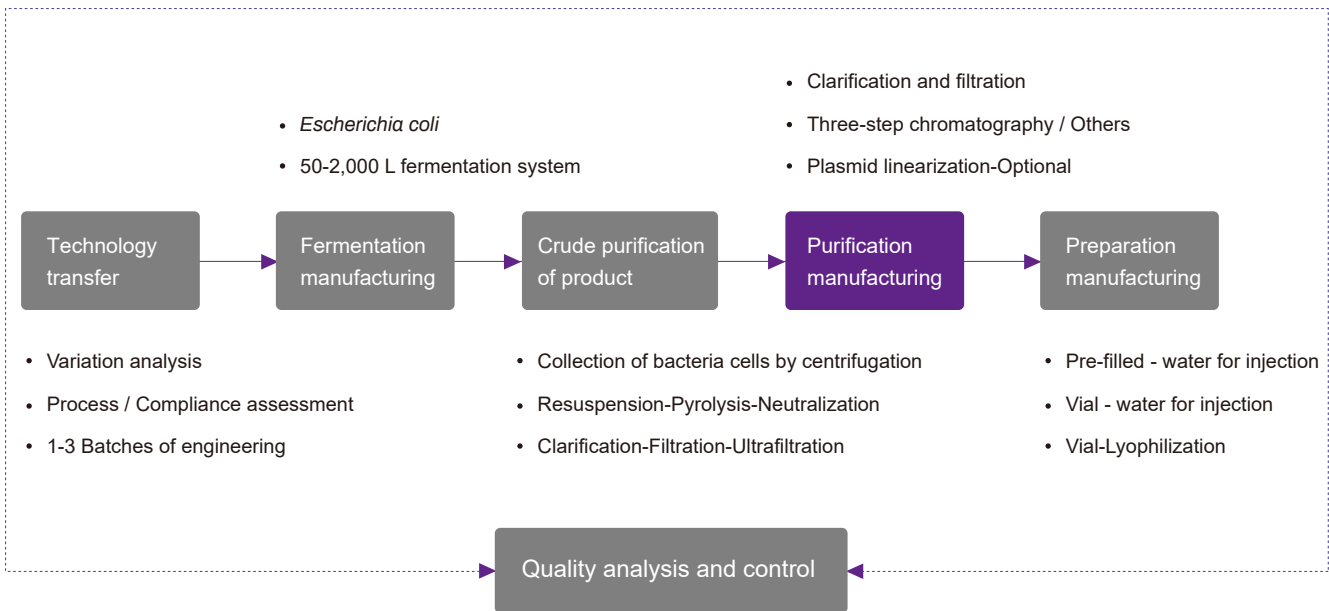 • Clarification and filtration
• Three-step chromatography / Others
• Plasmid linearization-Optional
• Escherichia coli
• 50-2,000 L fermentation system
Technology
transfer
Fermentation
manufacturing
Crude purification
of product
Purification
manufacturing
Preparation
manufacturing
• Variation analysis
• Process / Compliance assessment
• 1-3 Batches of engineering
• Collection of bacteria cells by centrifugation
• Resuspension-Pyrolysis-Neutralization
• Clarification-Filtration-Ultrafiltration
• Pre-filled - water for injection
• Vial - water for injection
• Vial-Lyophilization
Quality analysis and control